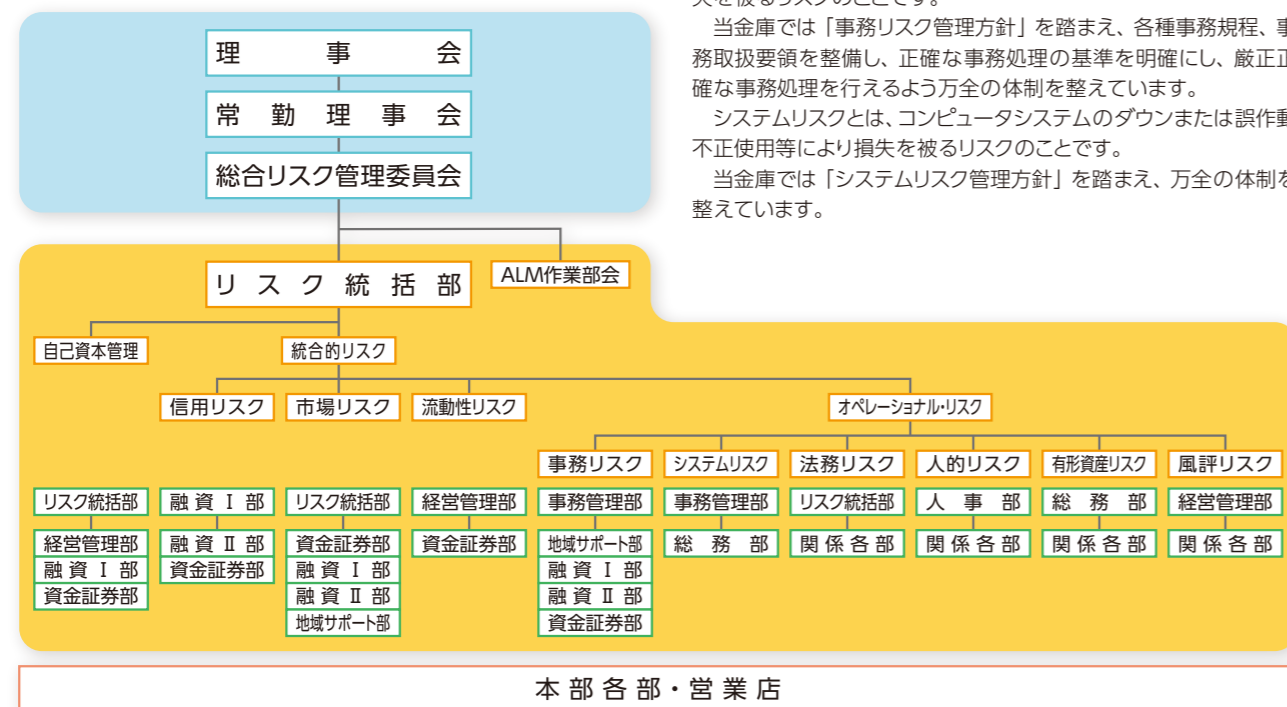 理事会
常勤理事会
総合リスク管理委員会
当金庫では「事務リスク管理方針」を踏まえ、各種事務規程、事
務取扱要領を整備し、正確な事務処理の基準を明確にし、厳正正
確な事務処理を行えるよう万全の体制を整えています。
システムリスクとは、コンピュータシステムのダウンまたは誤作動
不正使用等により損失を被るリスクのことです。
当金庫では「システムリスク管理方針」を踏まえ、万全の体制を
整えています。
リスク統括部
ALM作業部会
自己資本管理
統合的リスク
信用リスク
市場リスク
流動性リスク
オペレーショナル・リスク
事務リスク
システムリスク
法務リスク
人的リスク
有形資産リスク
風評リスク
リスク統括部
融資Ⅰ部
リスク統括部
経営管理部
事務管理部
事務管理部
リスク統括部
人事部
総務部
経営管理部
経営管理部
融資Ⅰ部
資金証券部
融資Ⅱ部
資金証券部
資金証券部
融資Ⅰ部
融資Ⅱ部
地域サポート部
資金証券部
地域サポート部
融資Ⅰ部
融資Ⅱ部
資金証券部
総務部
関係各部
関係各部
関係各部
関係各部
本部各部・営業店